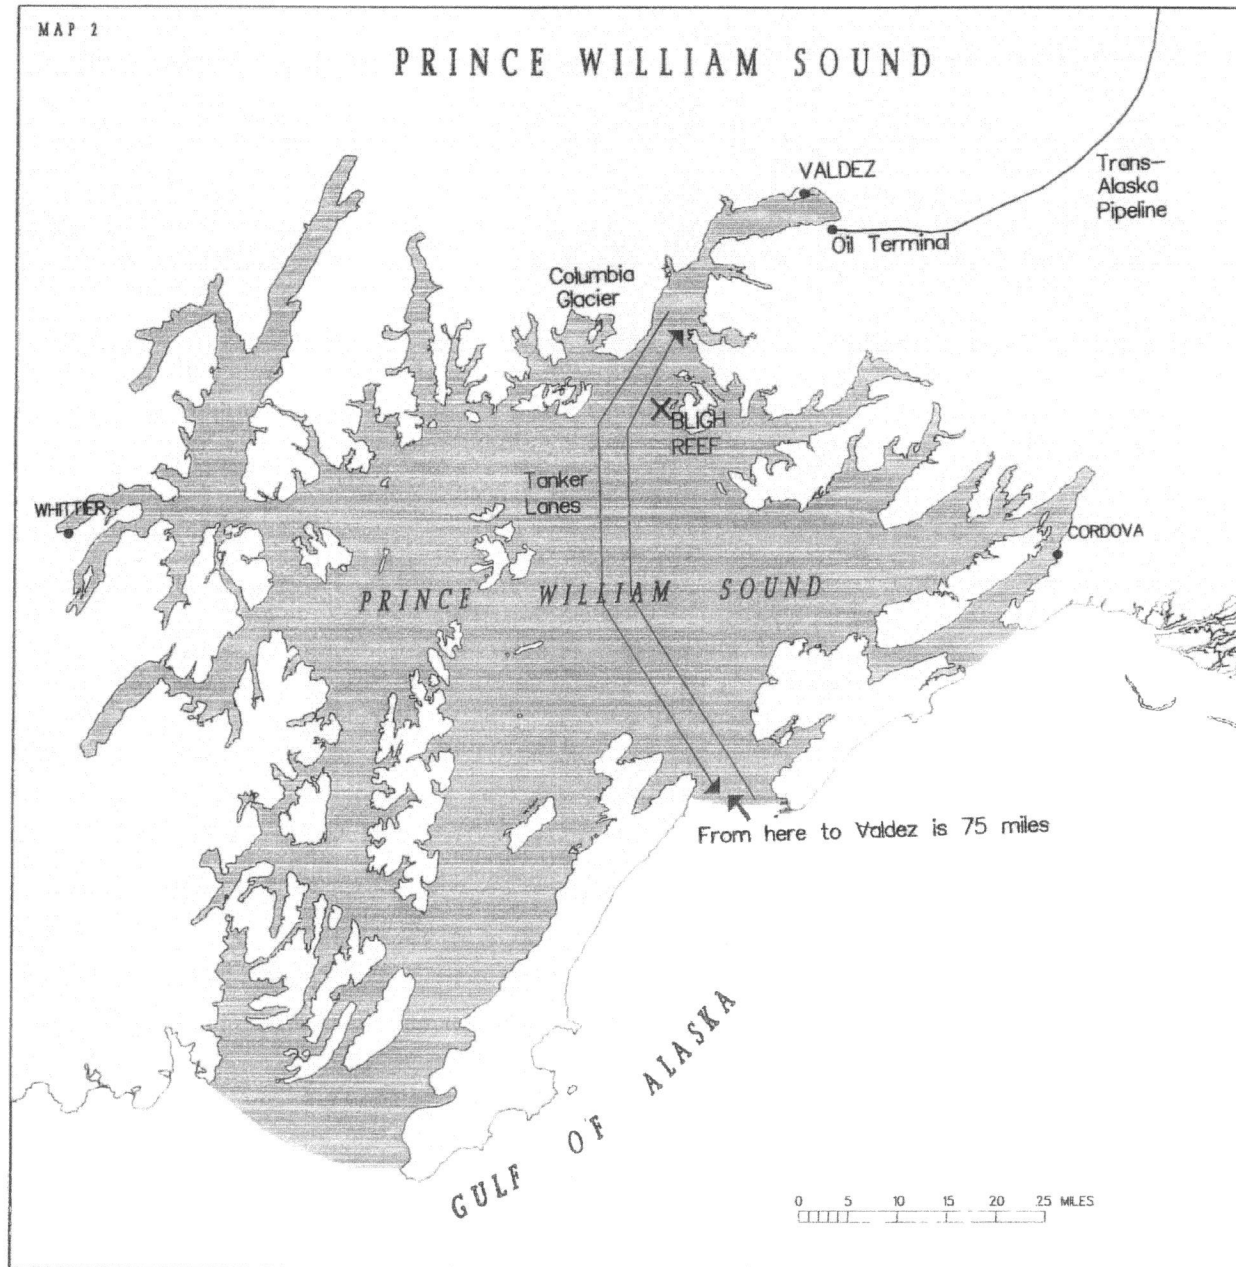 MAP 2
PRINCE WILLIAM SOUND
VALDEZ
Trans-
Alaska
Pipeline
Oil Terminal
Columbia
Glacier
BLIGH
REEF
Tanker
Lanes
WHITTIER
CORDOVA
PRINCE WILLIAM SOUND
From here to Valdez is 75 miles
GULF OF ALASKA
0 5 10 15 20 25 MILES